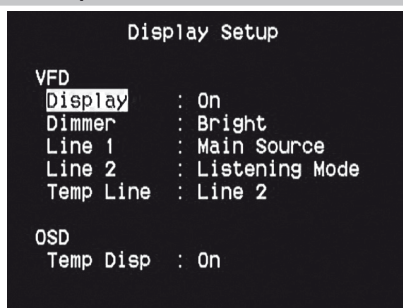 Display Setup
VFD
Display : On
Dimmer : Bright
Line 1 : Main Source
Line 2 : Listening Mode
Temp Line : Line 2
OSD
Temp Disp : On